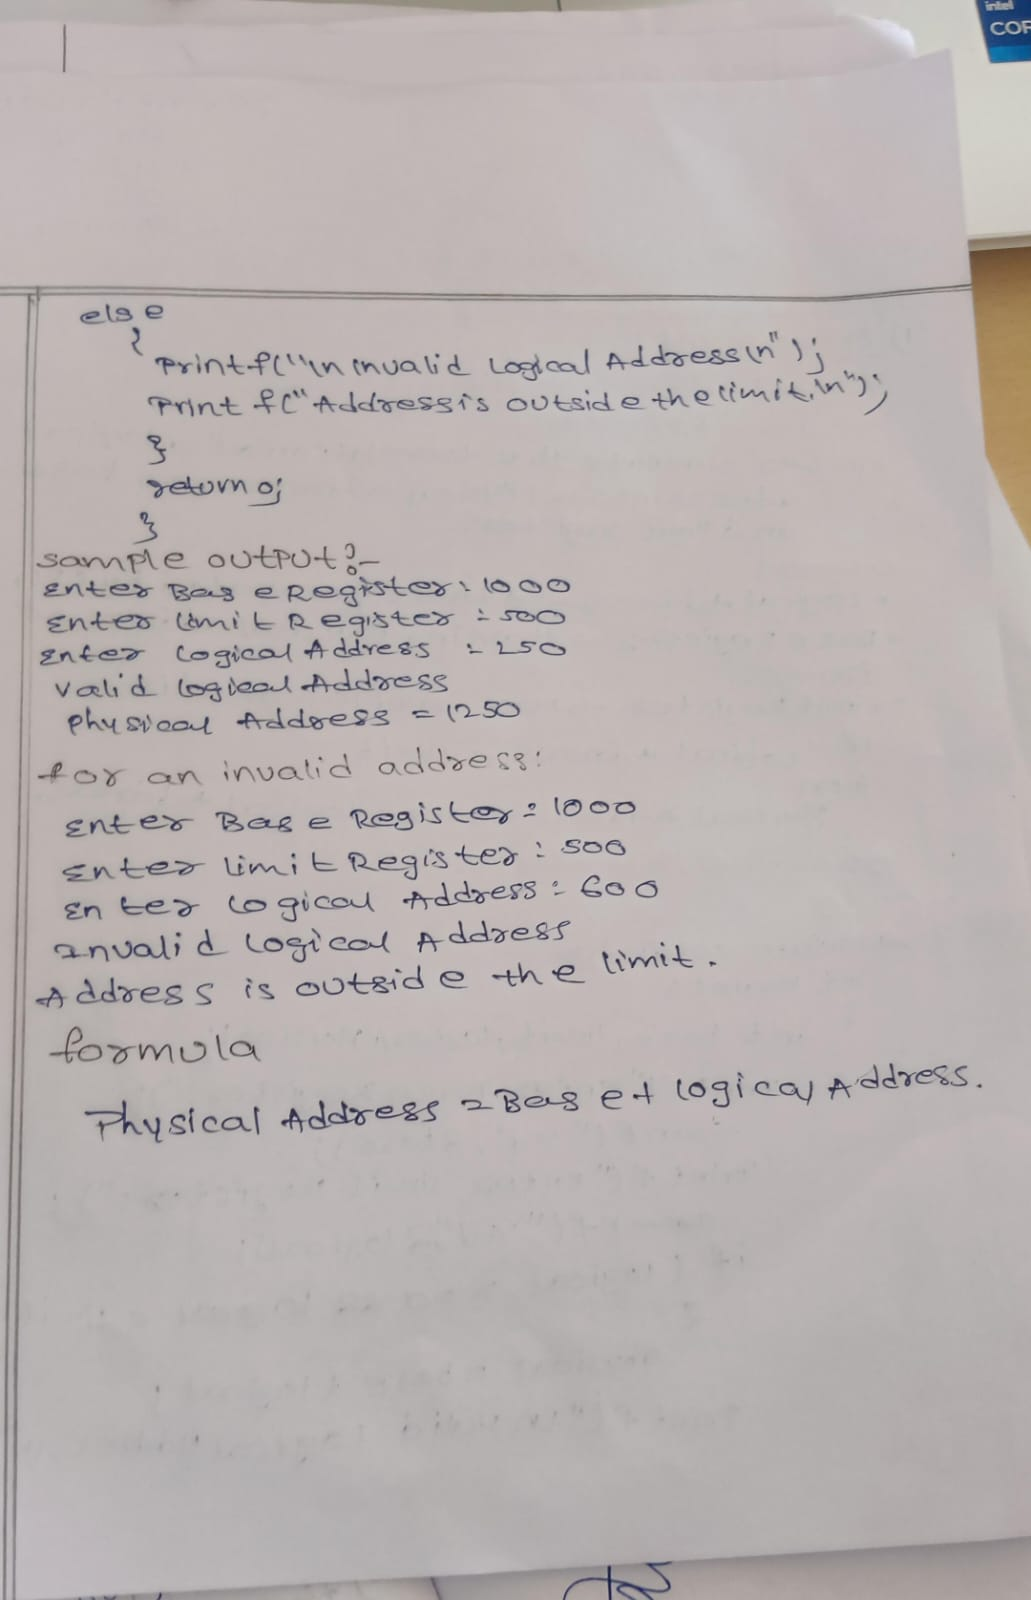 intel
COR
else
{
printf("\n Invalid Logical Address\n");
print f("Address is outside the limit.\n");
}
return 0;
}
sample output:-
Enter Base Register: 1000
Enter Limit Register : 500
Enter Logical Address : 250
Valid Logical Address
Physical Address = 1250
for an invalid address:
Enter Base Register : 1000
Enter Limit Register : 500
Enter Logical Address : 600
Invalid Logical Address
Address is outside the limit.
formula
Physical Address = Base + Logical Address.